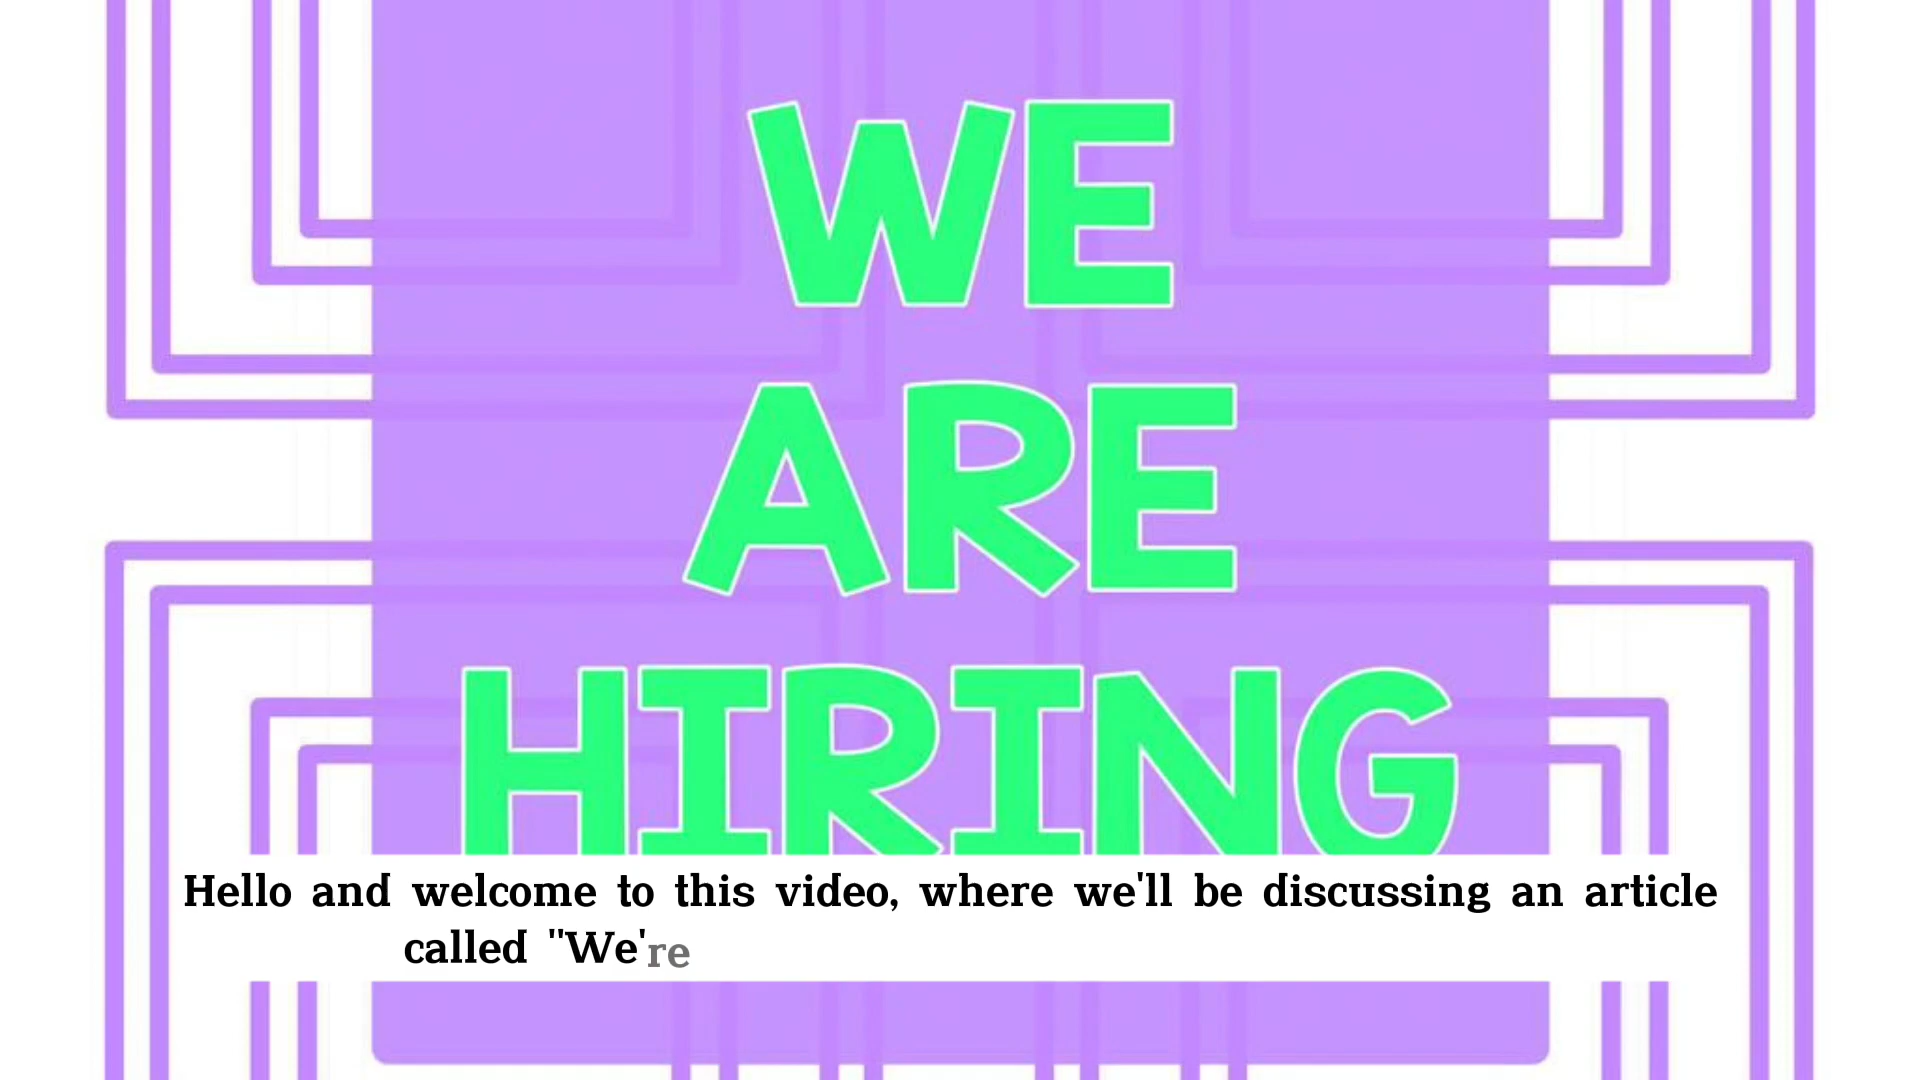 WE
ARE
HIRING
Hello and welcome to this video, where we'll be discussing an article
called "We're